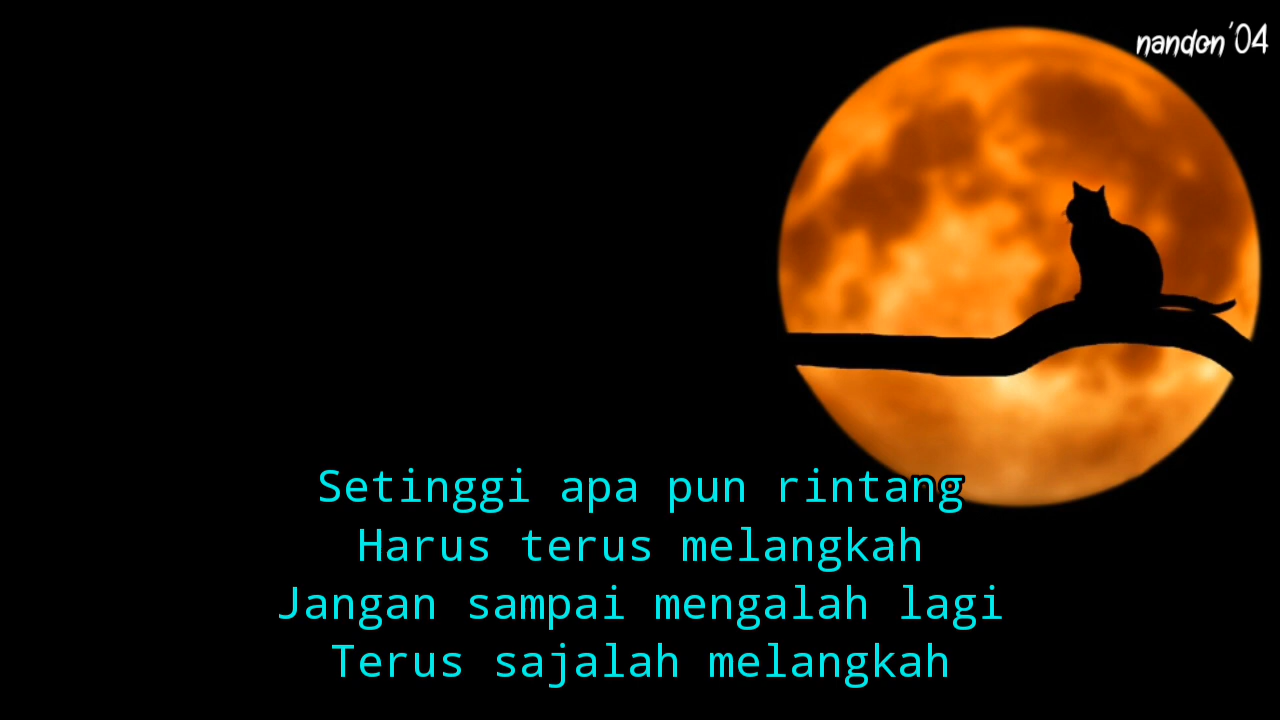 nandon'04
Setinggi apa pun rintang
Harus terus melangkah
Jangan sampai mengalah lagi
Terus sajalah melangkah